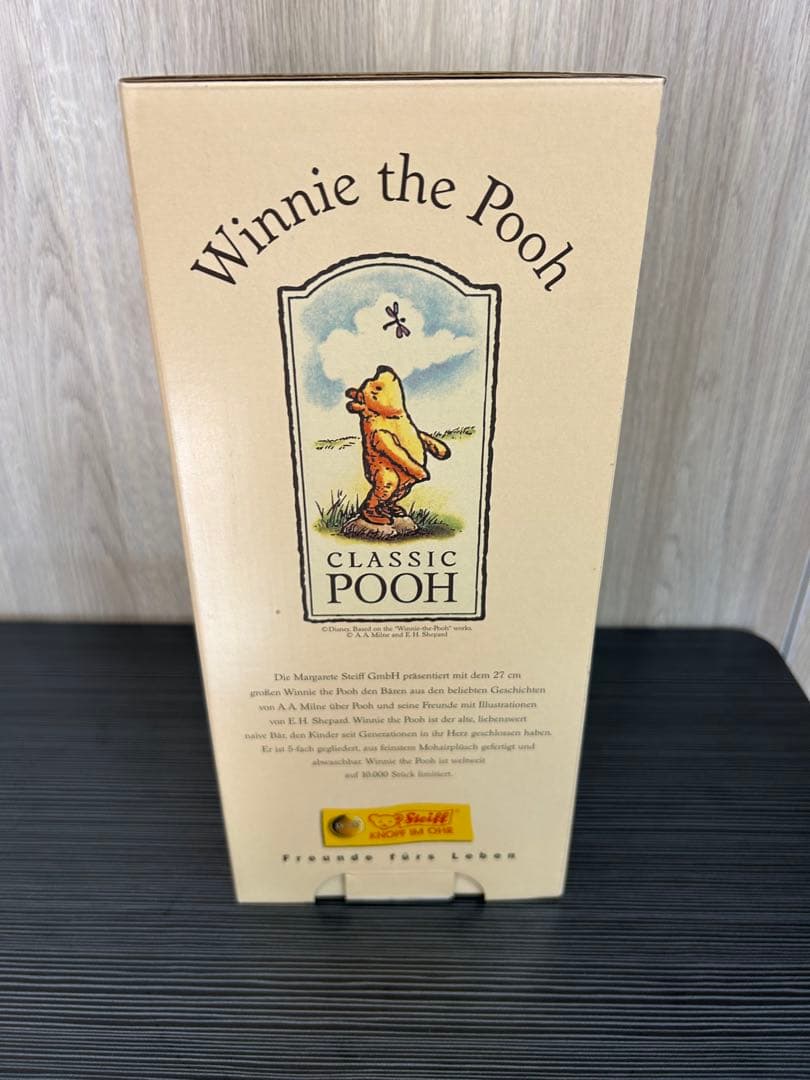 Winnie the Pooh
CLASSIC
POOH
©Disney. Based on the "Winnie-the-Pooh" works.
© A.A. Milne and E.H. Shepard
Die Margarete Steiff GmbH präsentiert mit dem 27 cm
großen Winnie the Pooh den Bären aus den beliebten Geschichten
von A.A. Milne über Pooh und seine Freunde mit Illustrationen
von E.H. Shepard. Winnie the Pooh ist der alte, liebenswert
naive Bär, den Kinder seit Generationen in ihr Herz geschlossen haben.
Er ist 5-fach gegliedert, aus feinstem Mohairplüsch gefertigt und
abwaschbar. Winnie the Pooh ist weltweit
auf 10.000 Stück limitiert.
Steiff
KNOPF IM OHR
Freunde fürs Leben